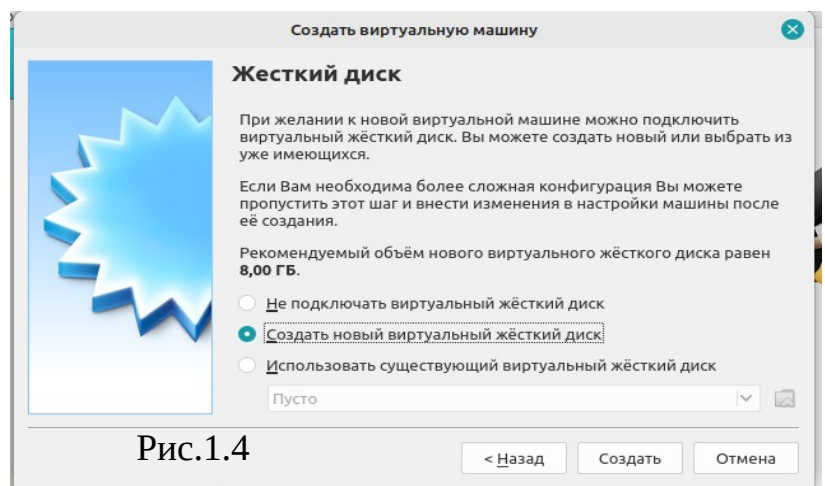 Создать виртуальную машину
Жесткий диск
При желании к новой виртуальной машине можно подключить
виртуальный жёсткий диск. Вы можете создать новый или выбрать из
уже имеющихся.
Если Вам необходима более сложная конфигурация Вы можете
пропустить этот шаг и внести изменения в настройки машины после
её создания.
Рекомендуемый объём нового виртуального жёсткого диска равен
8,00 ГБ.
Не подключать виртуальный жёсткий диск
Создать новый виртуальный жёсткий диск
Использовать существующий виртуальный жёсткий диск
Пусто
Рис.1.4
< Назад
Создать
Отмена